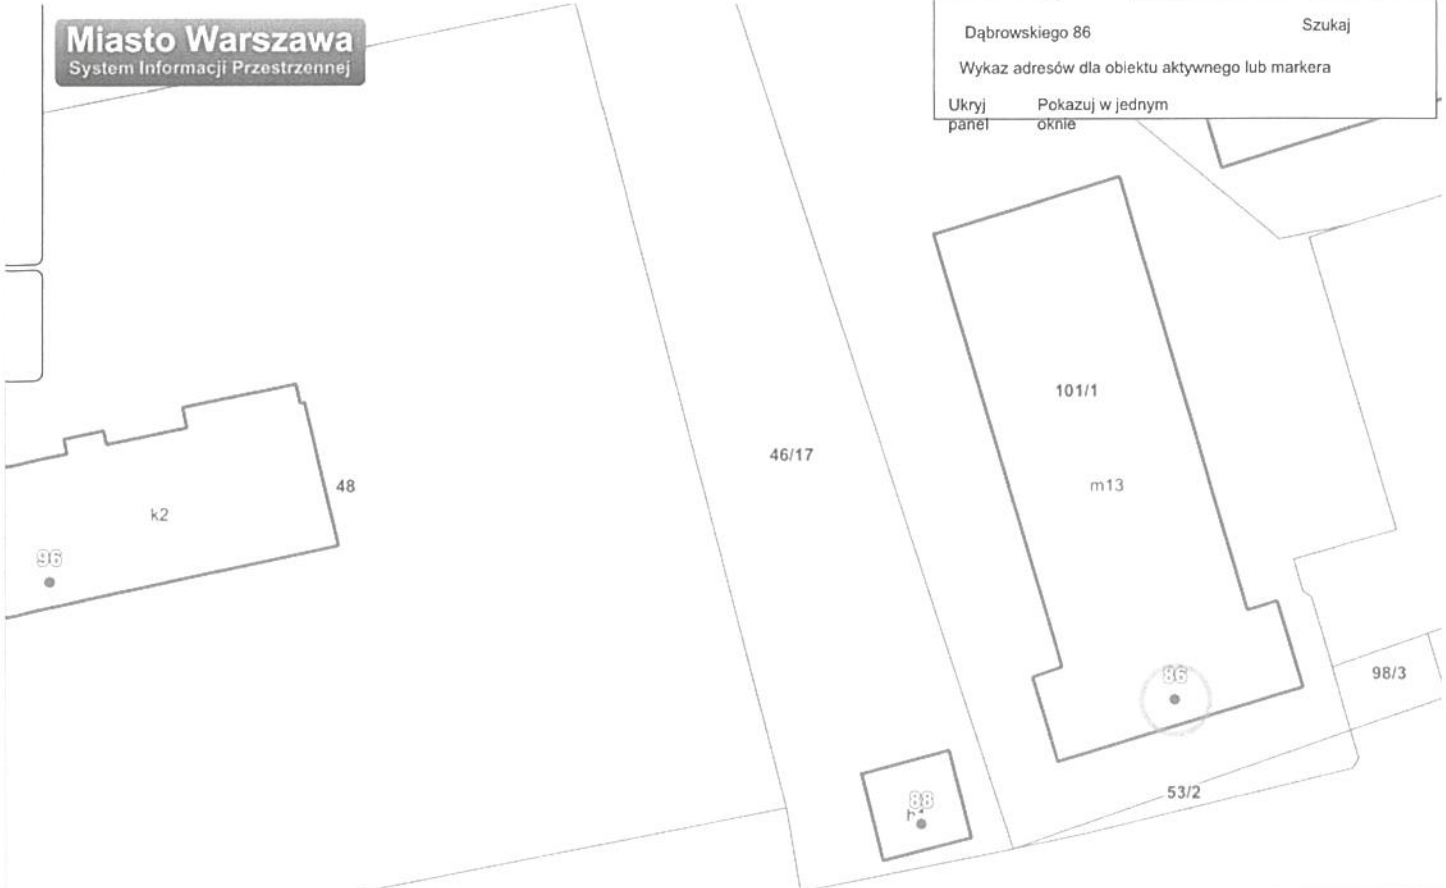 Miasto Warszawa
System Informacji Przestrzennej
Dąbrowskiego 86
Szukaj
Wykaz adresów dla obiektu aktywnego lub markera
Ukryj panel
Pokazuj w jednym oknie
101/1
46/17
m13
48
k2
96
86
98/3
53/2
88